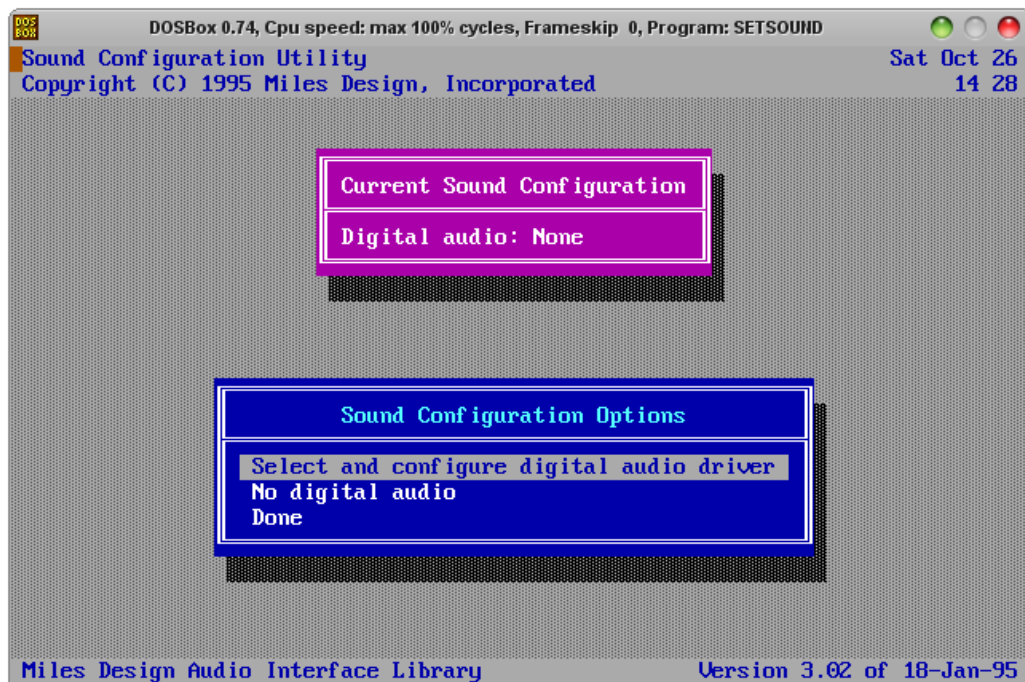 DOS BOX
DOSBox 0.74, Cpu speed: max 100% cycles, Frameskip 0, Program: SETSOUND
Sound Configuration Utility Sat Oct 26
Copyright (C) 1995 Miles Design, Incorporated 14 28
Current Sound Configuration
Digital audio: None
Sound Configuration Options
Select and configure digital audio driver
No digital audio
Done
Miles Design Audio Interface Library Version 3.02 of 18-Jan-95